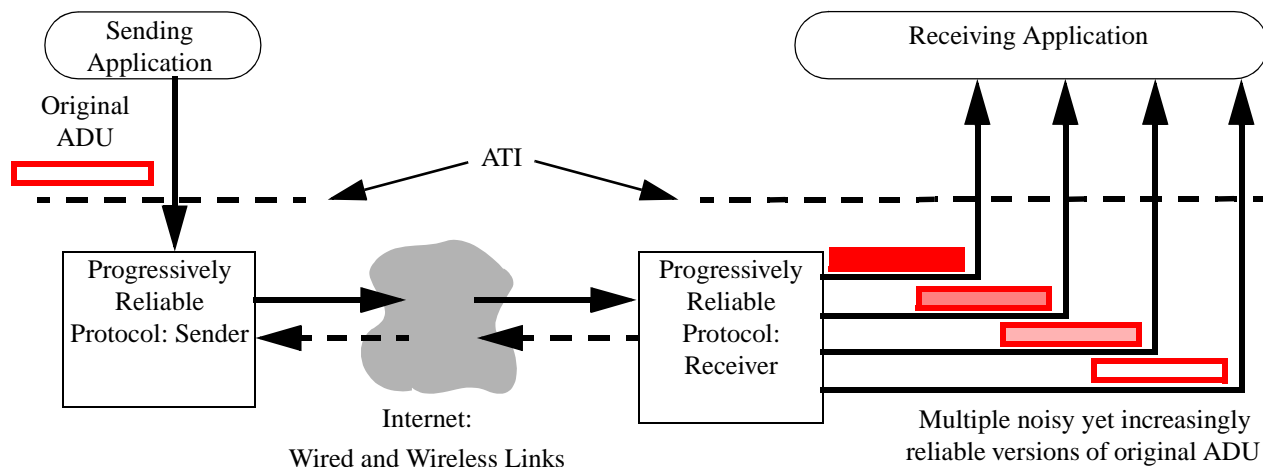 Sending
Application
Receiving Application
Original
ADU
ATI
Progressively
Reliable
Protocol: Sender
Progressively
Reliable
Protocol:
Receiver
Internet:
Wired and Wireless Links
Multiple noisy yet increasingly
reliable versions of original ADU